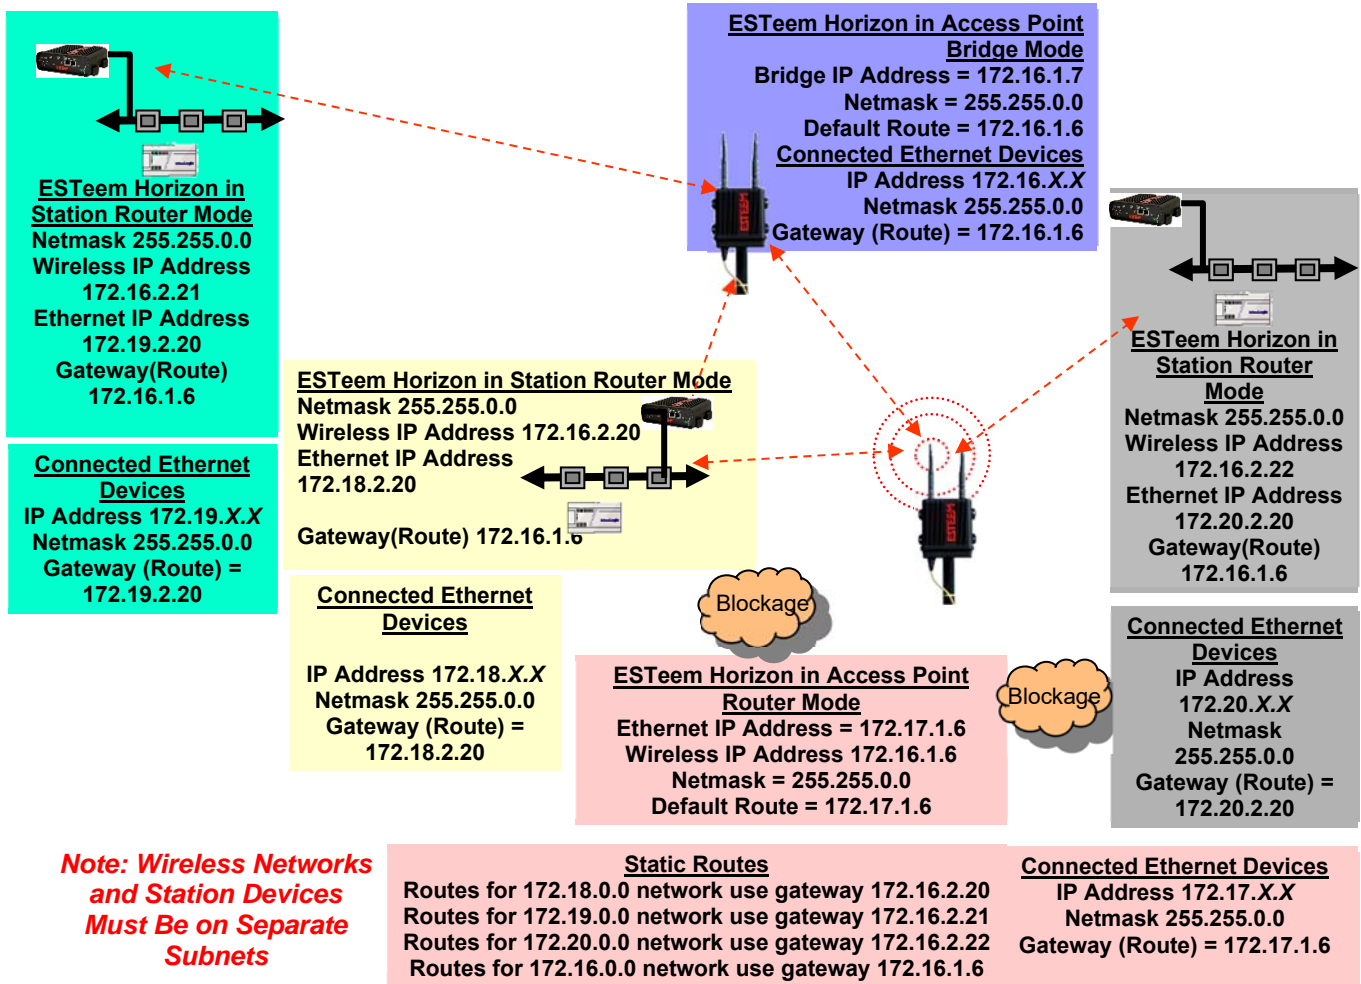 ESTeem Horizon in
Station Router Mode
Netmask 255.255.0.0
Wireless IP Address
172.16.2.21
Ethernet IP Address
172.19.2.20
Gateway(Route)
172.16.1.6
Connected Ethernet
Devices
IP Address 172.19.X.X
Netmask 255.255.0.0
Gateway (Route) =
172.19.2.20
ESTeem Horizon in Access Point
Bridge Mode
Bridge IP Address = 172.16.1.7
Netmask = 255.255.0.0
Default Route = 172.16.1.6
Connected Ethernet Devices
IP Address 172.16.X.X
Netmask 255.255.0.0
Gateway (Route) = 172.16.1.6
ESTEEM
ESTeem Horizon in Station Router Mode
Netmask 255.255.0.0
Wireless IP Address 172.16.2.20
Ethernet IP Address
172.18.2.20
Gateway(Route) 172.16.1.6
Connected Ethernet
Devices
IP Address 172.18.X.X
Netmask 255.255.0.0
Gateway (Route) =
172.18.2.20
ESTEEM
ESTeem Horizon in
Station Router
Mode
Netmask 255.255.0.0
Wireless IP Address
172.16.2.22
Ethernet IP Address
172.20.2.20
Gateway(Route)
172.16.1.6
Connected Ethernet
Devices
IP Address
172.20.X.X
Netmask
255.255.0.0
Gateway (Route) =
172.20.2.20
Blockage
Blockage
ESTeem Horizon in Access Point
Router Mode
Ethernet IP Address = 172.17.1.6
Wireless IP Address 172.16.1.6
Netmask = 255.255.0.0
Default Route = 172.17.1.6
Note: Wireless Networks
and Station Devices
Must Be on Separate
Subnets
Static Routes
Routes for 172.18.0.0 network use gateway 172.16.2.20
Routes for 172.19.0.0 network use gateway 172.16.2.21
Routes for 172.20.0.0 network use gateway 172.16.2.22
Routes for 172.16.0.0 network use gateway 172.16.1.6
Connected Ethernet Devices
IP Address 172.17.X.X
Netmask 255.255.0.0
Gateway (Route) = 172.17.1.6